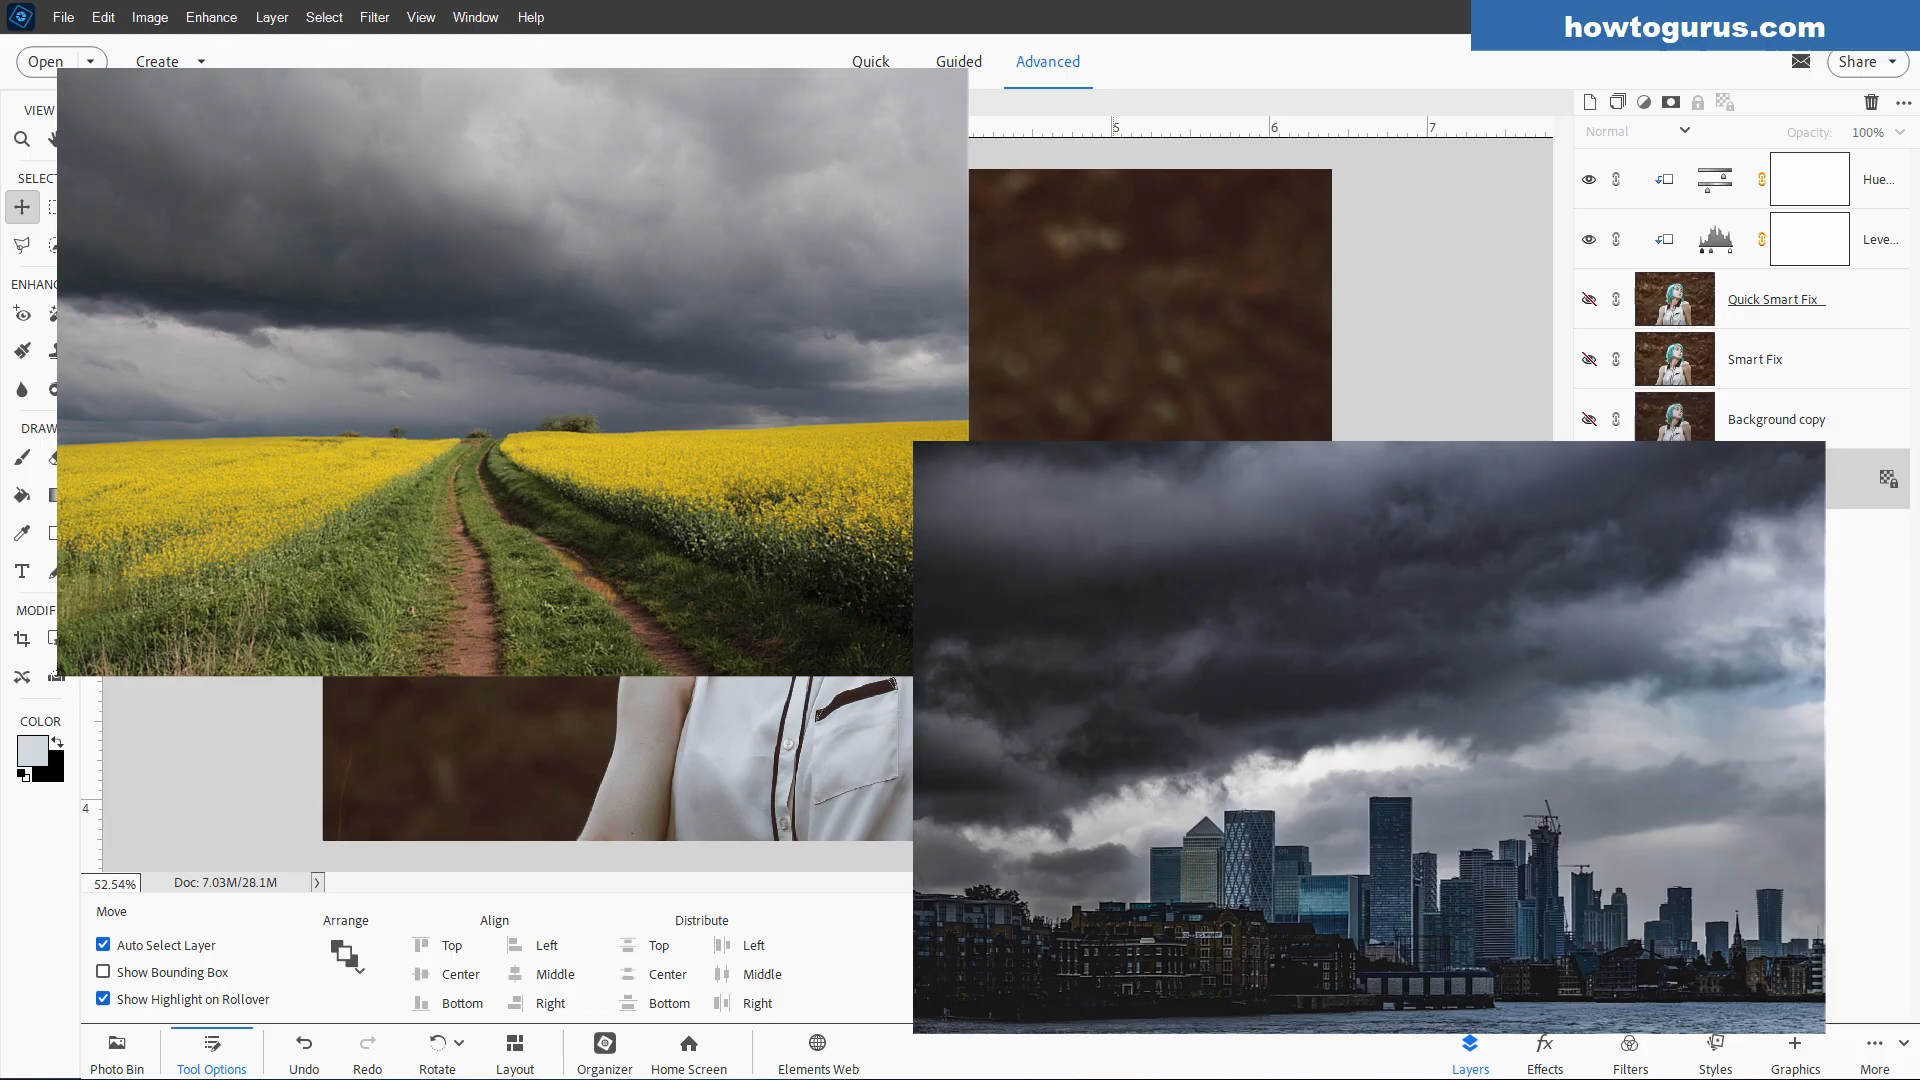 File Edit Image Enhance Layer Select Filter View Window Help
howtogurus.com
Open Create Quick Guided Advanced Share
VIEW
5 6 7
Normal Opacity: 100%
SELECT
Hue...
Leve...
ENHANC
Quick Smart Fix
Smart Fix
Background copy
DRAW
MODIF
COLOR
4
52.54% Doc: 7.03M/28.1M
Move
Arrange Align Distribute
Auto Select Layer Top Left Top Left
Show Bounding Box Center Middle Center Middle
Show Highlight on Rollover Bottom Right Bottom Right
Photo Bin Tool Options Undo Redo Rotate Layout Organizer Home Screen Elements Web Layers Effects Filters Styles Graphics More